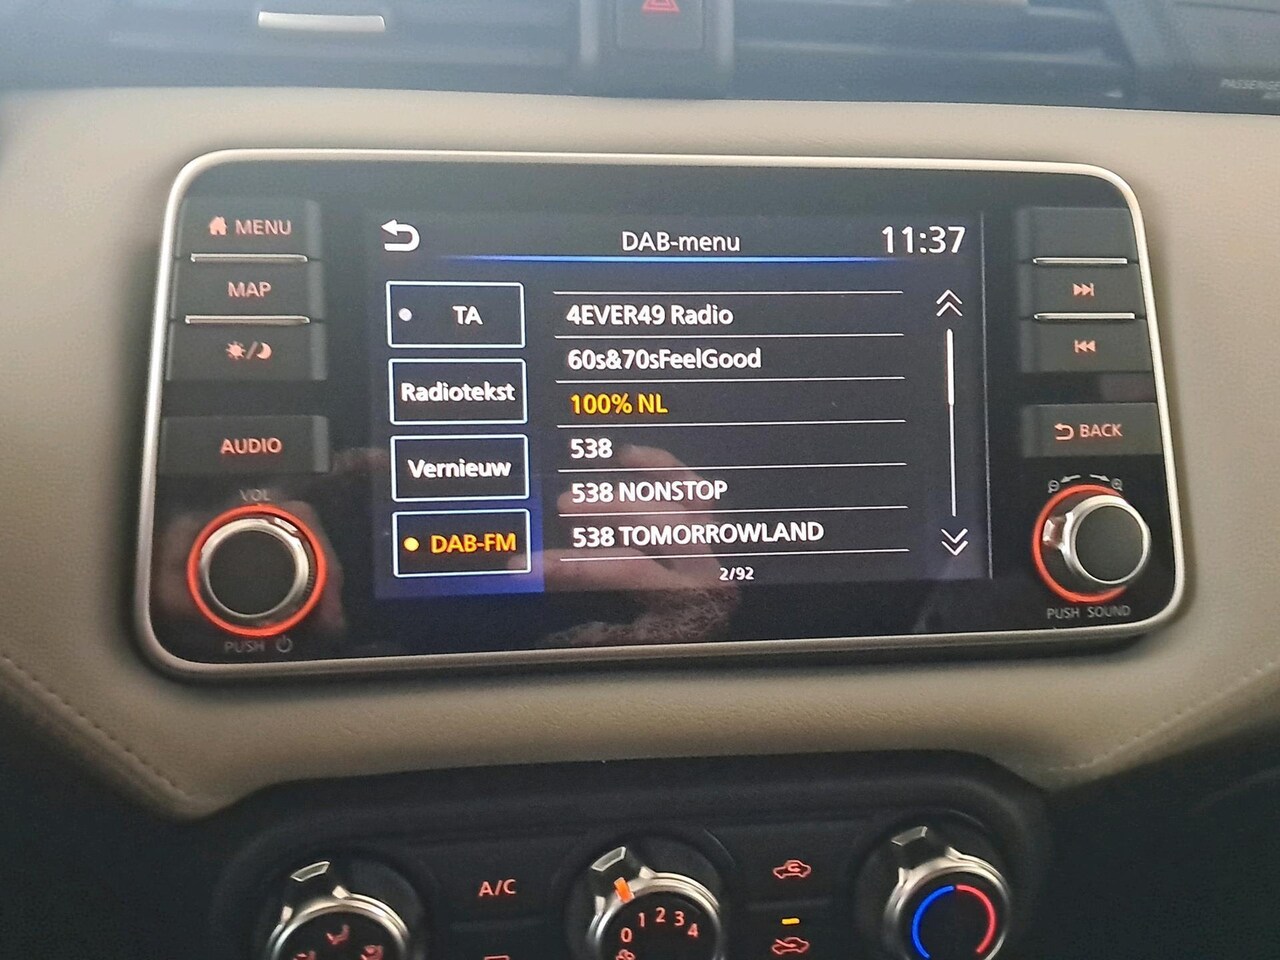 PASSENGER
MENU
MAP
AUDIO
VOL
PUSH
DAB-menu
11:37
TA
Radiotekst
Vernieuw
DAB-FM
4EVER49 Radio
60s&70sFeelGood
100% NL
538
538 NONSTOP
538 TOMORROWLAND
2/92
BACK
PUSH SOUND
A/C
0 1 2 3 4